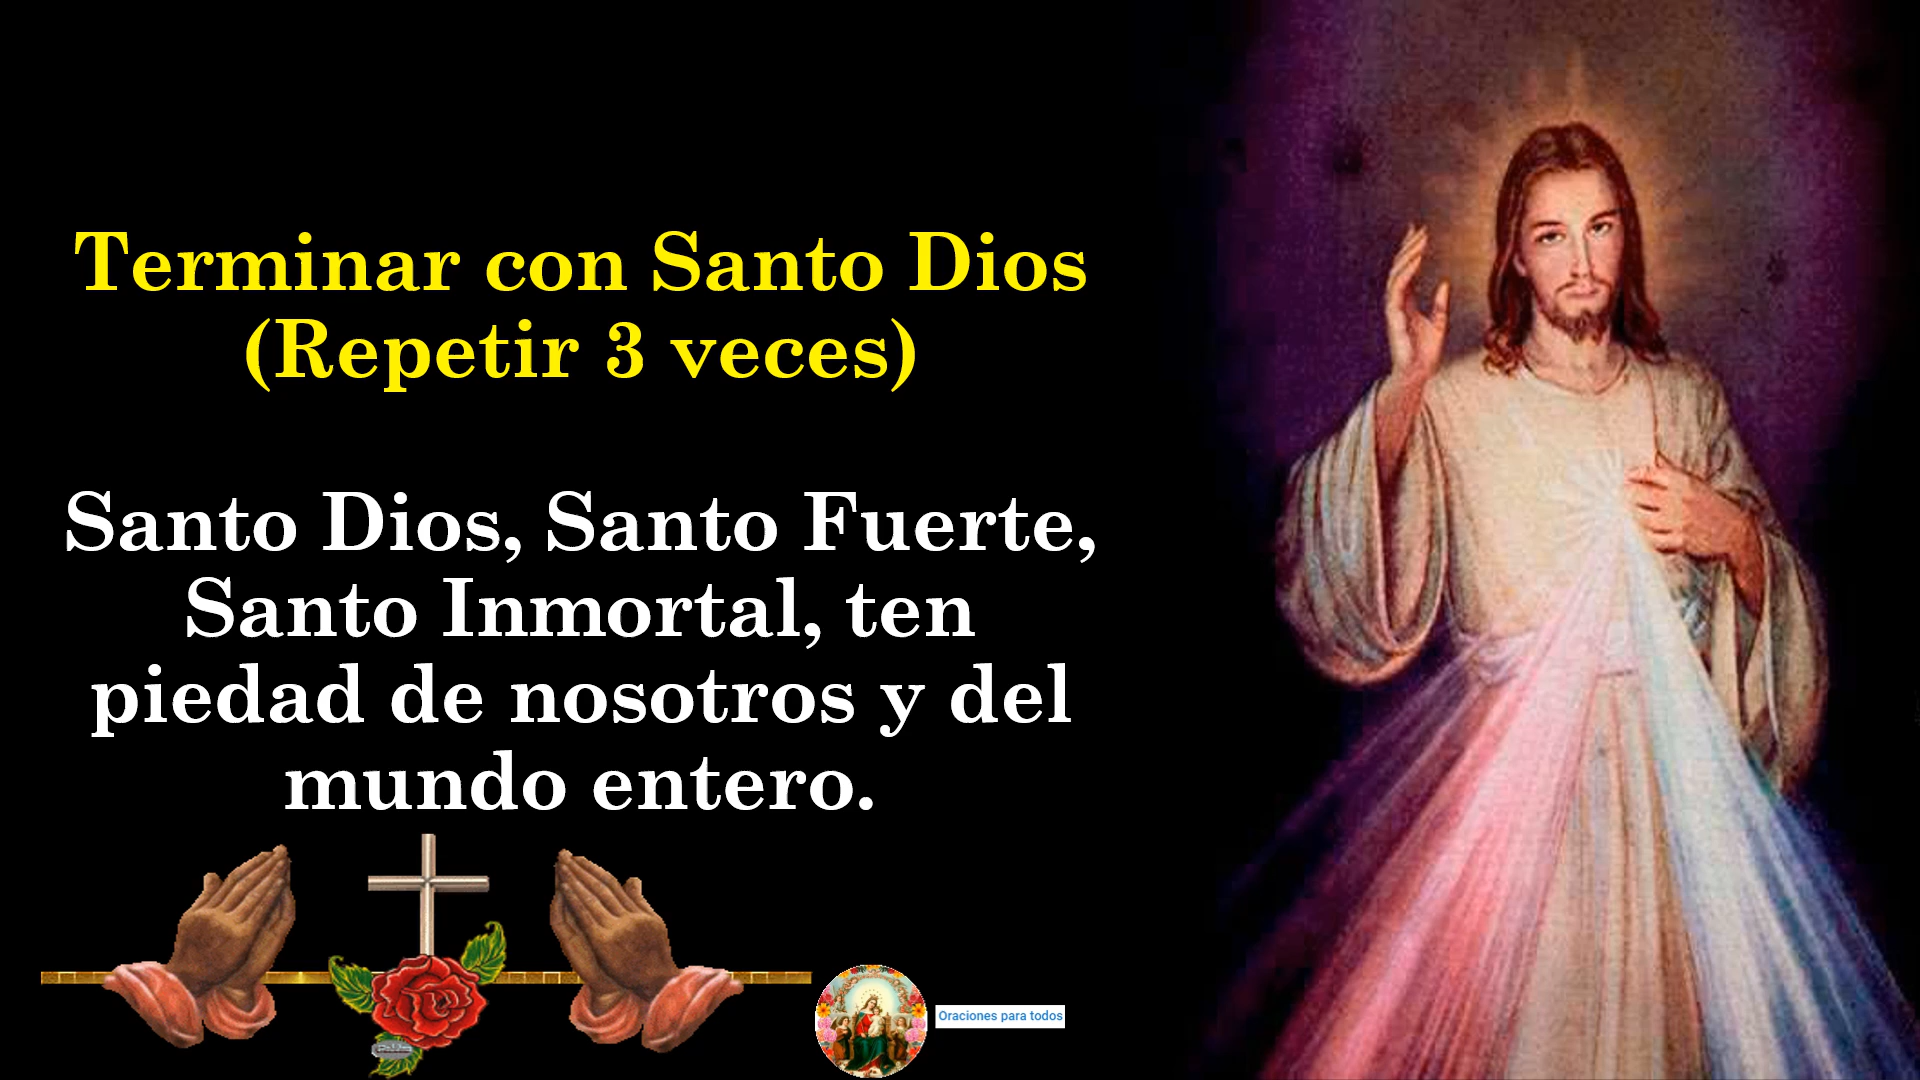 Terminar con Santo Dios
(Repetir 3 veces)
Santo Dios, Santo Fuerte,
Santo Inmortal, ten
piedad de nosotros y del
mundo entero.
Oraciones para todos